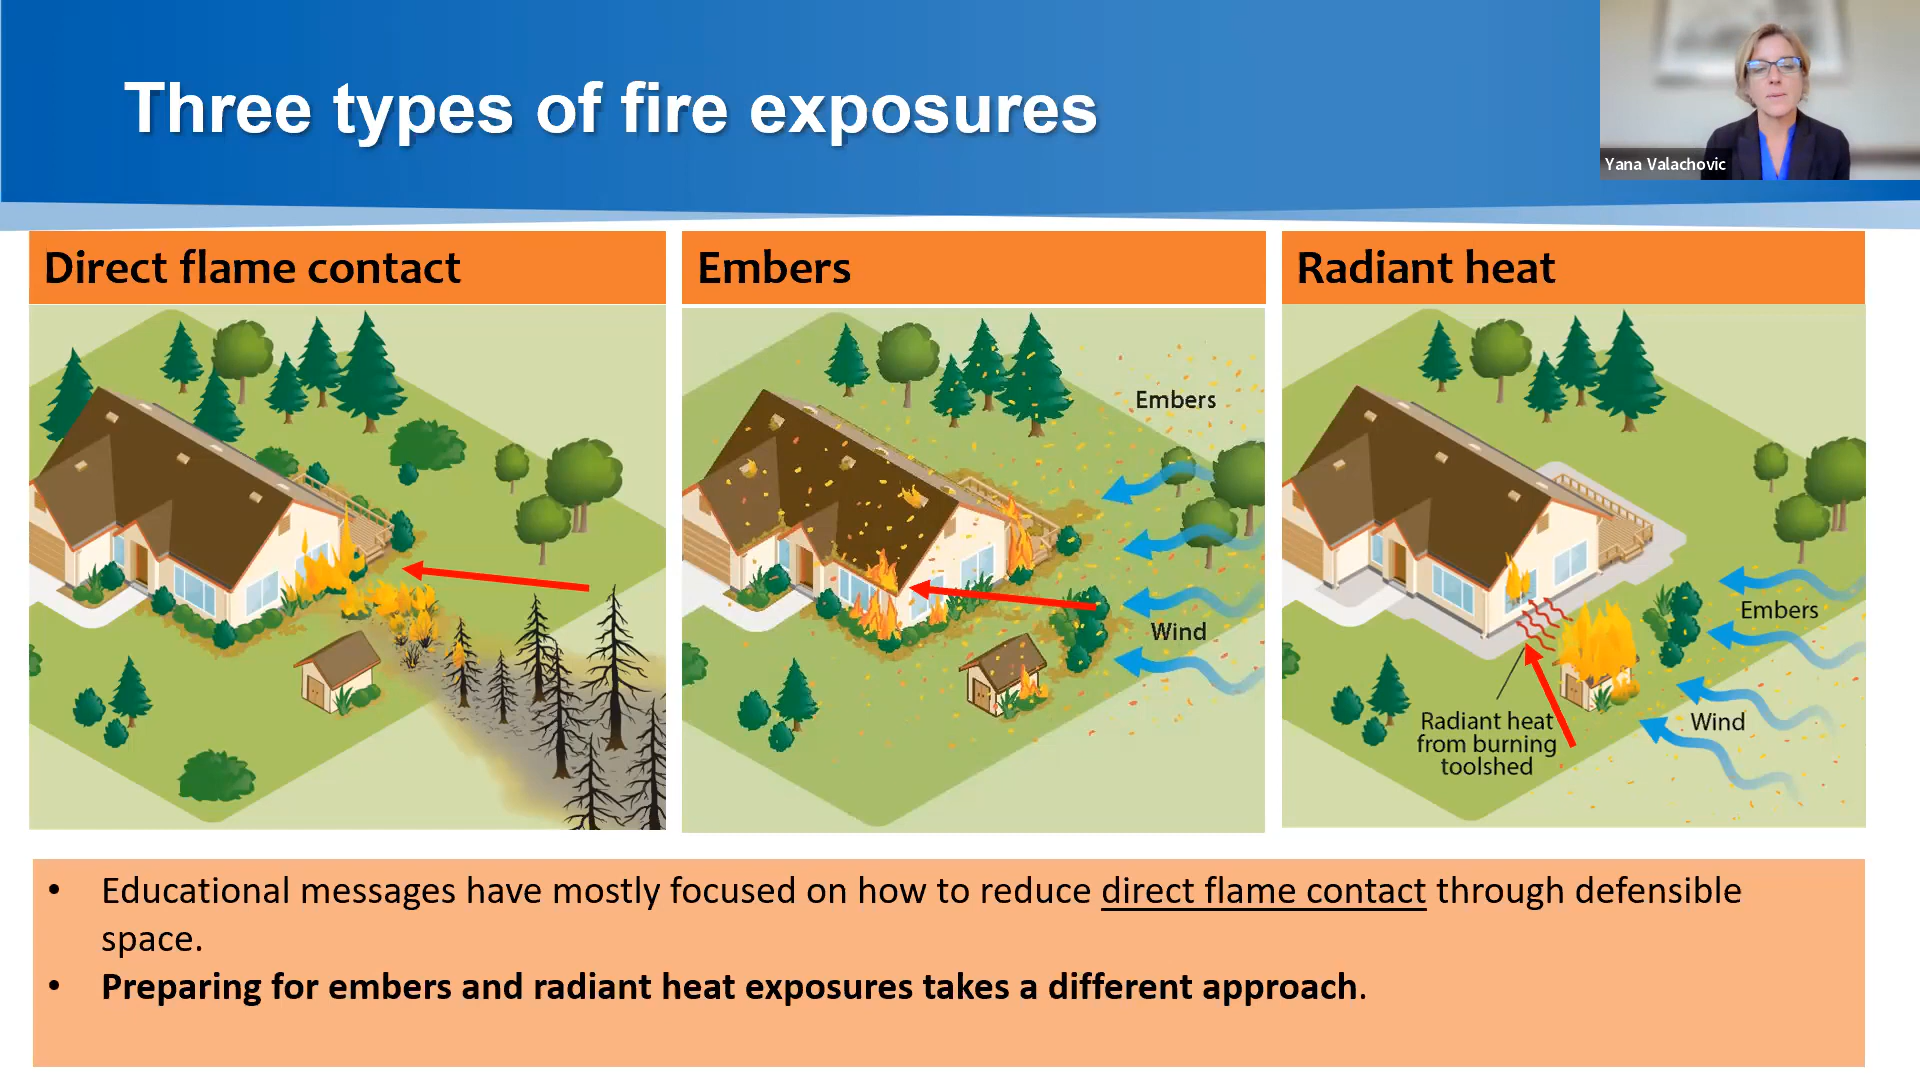 Three types of fire exposures
Yana Valachovic
Direct flame contact
Embers
Embers
Wind
Radiant heat
Embers
Wind
Radiant heat
from burning
toolshed
• Educational messages have mostly focused on how to reduce direct flame contact through defensible
space.
• Preparing for embers and radiant heat exposures takes a different approach.